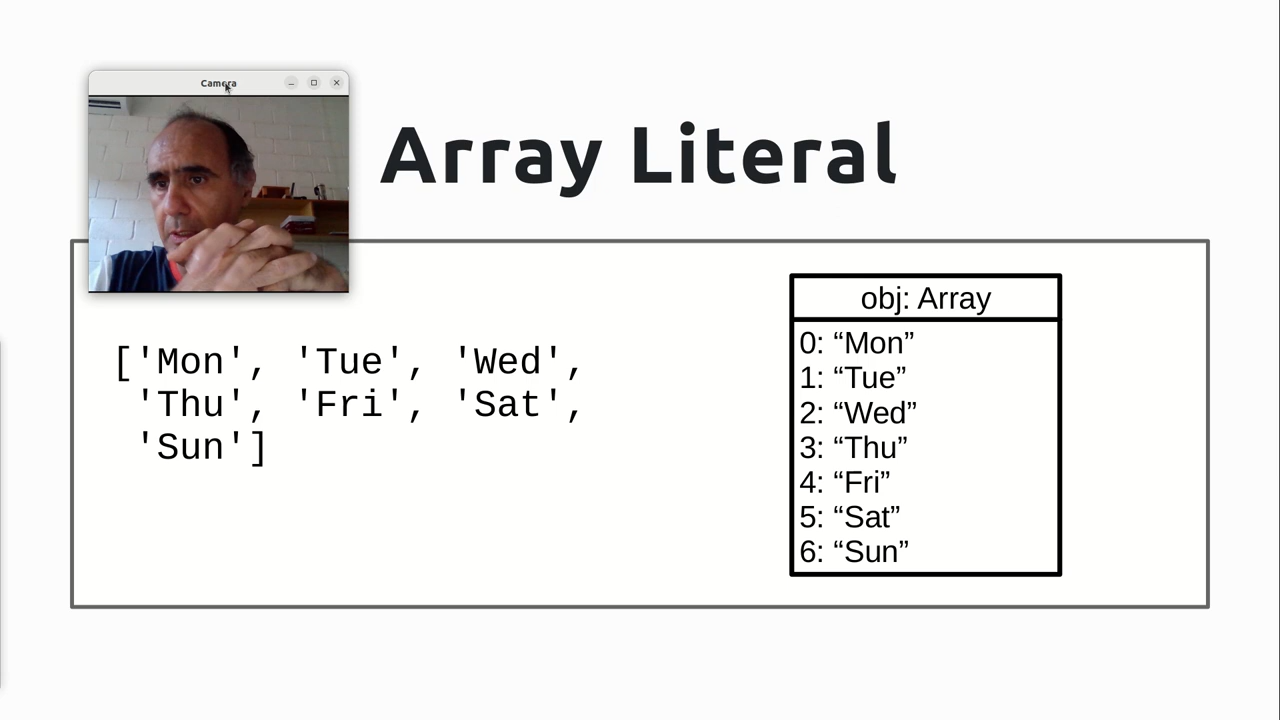 Camera
Array Literal
['Mon', 'Tue', 'Wed',
'Thu', 'Fri', 'Sat',
'Sun']
obj: Array
0: “Mon”
1: “Tue”
2: “Wed”
3: “Thu”
4: “Fri”
5: “Sat”
6: “Sun”